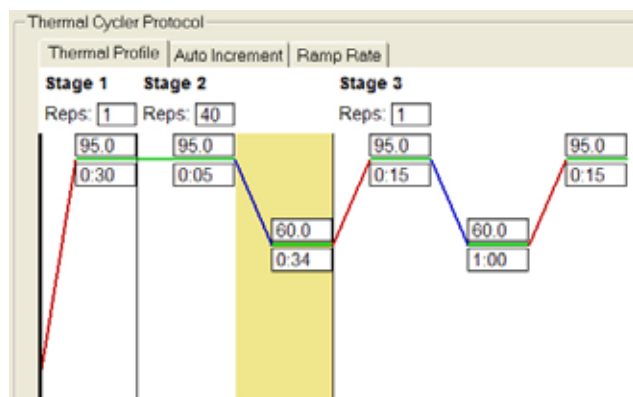 Thermal Cycler Protocol
Thermal Profile Auto Increment Ramp Rate
Stage 1 Stage 2 Stage 3
Reps: 1 Reps: 40 Reps: 1
95.0 95.0 95.0 95.0
0:30 0:05 0:15 0:15
60.0 60.0
0:34 1:00